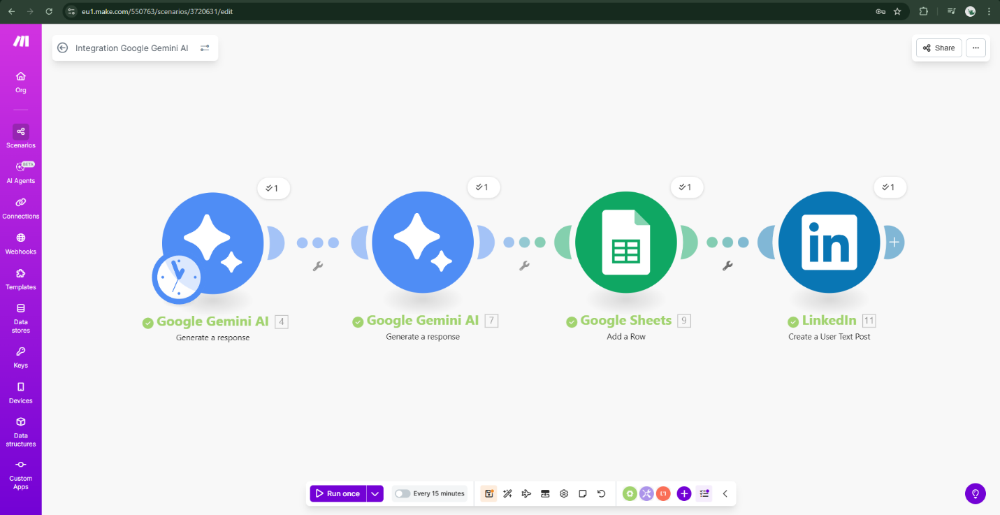 eu1.make.com/550763/scenarios/3720631/edit
Integration Google Gemini AI
Share
Org
Scenarios
BETA
AI Agents
Connections
Webhooks
Templates
Data
stores
Keys
Devices
Data
structures
Custom
Apps
1
1
1
1
in
Google Gemini AI 4
Generate a response
Google Gemini AI 7
Generate a response
Google Sheets 9
Add a Row
LinkedIn 11
Create a User Text Post
Run once
Every 15 minutes